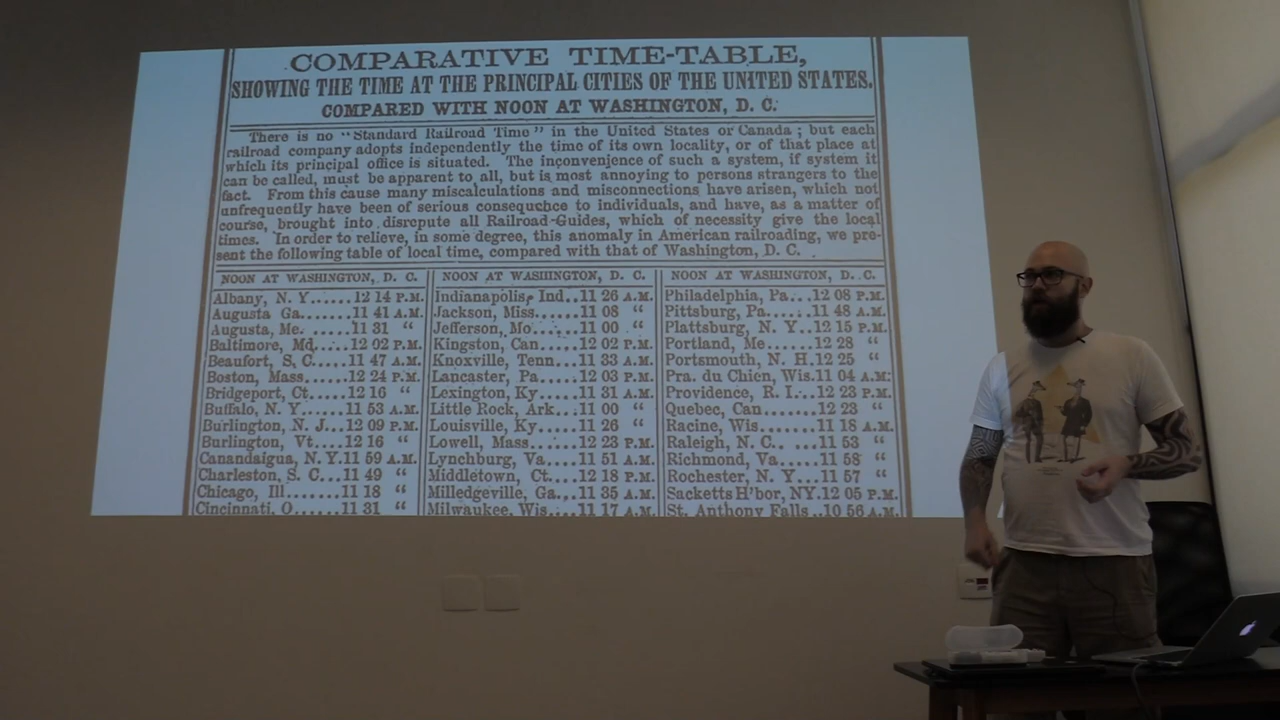 COMPARATIVE TIME-TABLE,
SHOWING THE TIME AT THE PRINCIPAL CITIES OF THE UNITED STATES.
COMPARED WITH NOON AT WASHINGTON, D. C.
There is no "Standard Railroad Time" in the United States or Canada; but each
railroad company adopts independently the time of its own locality, or of that place at
which its principal office is situated. The inconvenience of such a system, if system it
can be called, must be apparent to all, but is most annoying to persons strangers to the
fact. From this cause many miscalculations and misconnections have arisen, which not
unfrequently have been of serious consequence to individuals, and have, as a matter of
course, brought into disrepute all Railroad-Guides, which of necessity give the local
times. In order to relieve, in some degree, this anomaly in American railroading, we pre-
sent the following table of local time, compared with that of Washington, D. C.
NOON AT WASHINGTON, D. C.
Albany, N. Y......12 14 P.M.
Augusta Ga.....11 41 A.M.
Augusta, Me. .....11 31 "
Baltimore, Md....12 02 P.M.
Beaufort, S. C.....11 47 A.M.
Boston, Mass......12 24 P.M.
Bridgeport, Ct.....12 16 "
Buffalo, N. Y......11 53 A.M.
Burlington, N. J...12 09 P.M.
Burlington, Vt....12 16 "
Canandaigua, N.Y.11 59 A.M.
Charleston, S. C...11 49 "
Chicago, Ill.......11 18 "
Cincinnati, O......11 31 "
NOON AT WASHINGTON, D. C.
Indianapolis, Ind..11 26 A.M.
Jackson, Miss.....11 08 "
Jefferson, Mo.....11 00 "
Kingston, Can....12 02 P.M.
Knoxville, Tenn...11 33 A.M.
Lancaster, Pa.....12 03 P.M.
Lexington, Ky.....11 31 A.M.
Little Rock, Ark...11 00 "
Louisville, Ky.....11 26 "
Lowell, Mass......12 23 P.M.
Lynchburg, Va....11 51 A.M.
Middletown, Ct....12 18 P.M.
Milledgeville, Ga...11 35 A.M.
Milwaukee, Wis...11 17 A.M.
NOON AT WASHINGTON, D. C.
Philadelphia, Pa...12 08 P.M.
Pittsburg, Pa.....11 48 A.M.
Plattsburg, N. Y..12 15 P.M.
Portland, Me......12 28 "
Portsmouth, N. H.12 25 "
Pra. du Chien, Wis.11 04 A.M.
Providence, R. I...12 23 P.M.
Quebec, Can......12 23 "
Racine, Wis......11 18 A.M.
Raleigh, N. C.....11 53 "
Richmond, Va.....11 58 "
Rochester, N. Y...11 57 "
Sacketts H'bor, NY.12 05 P.M.
St. Anthony Falls..10 56 A.M.